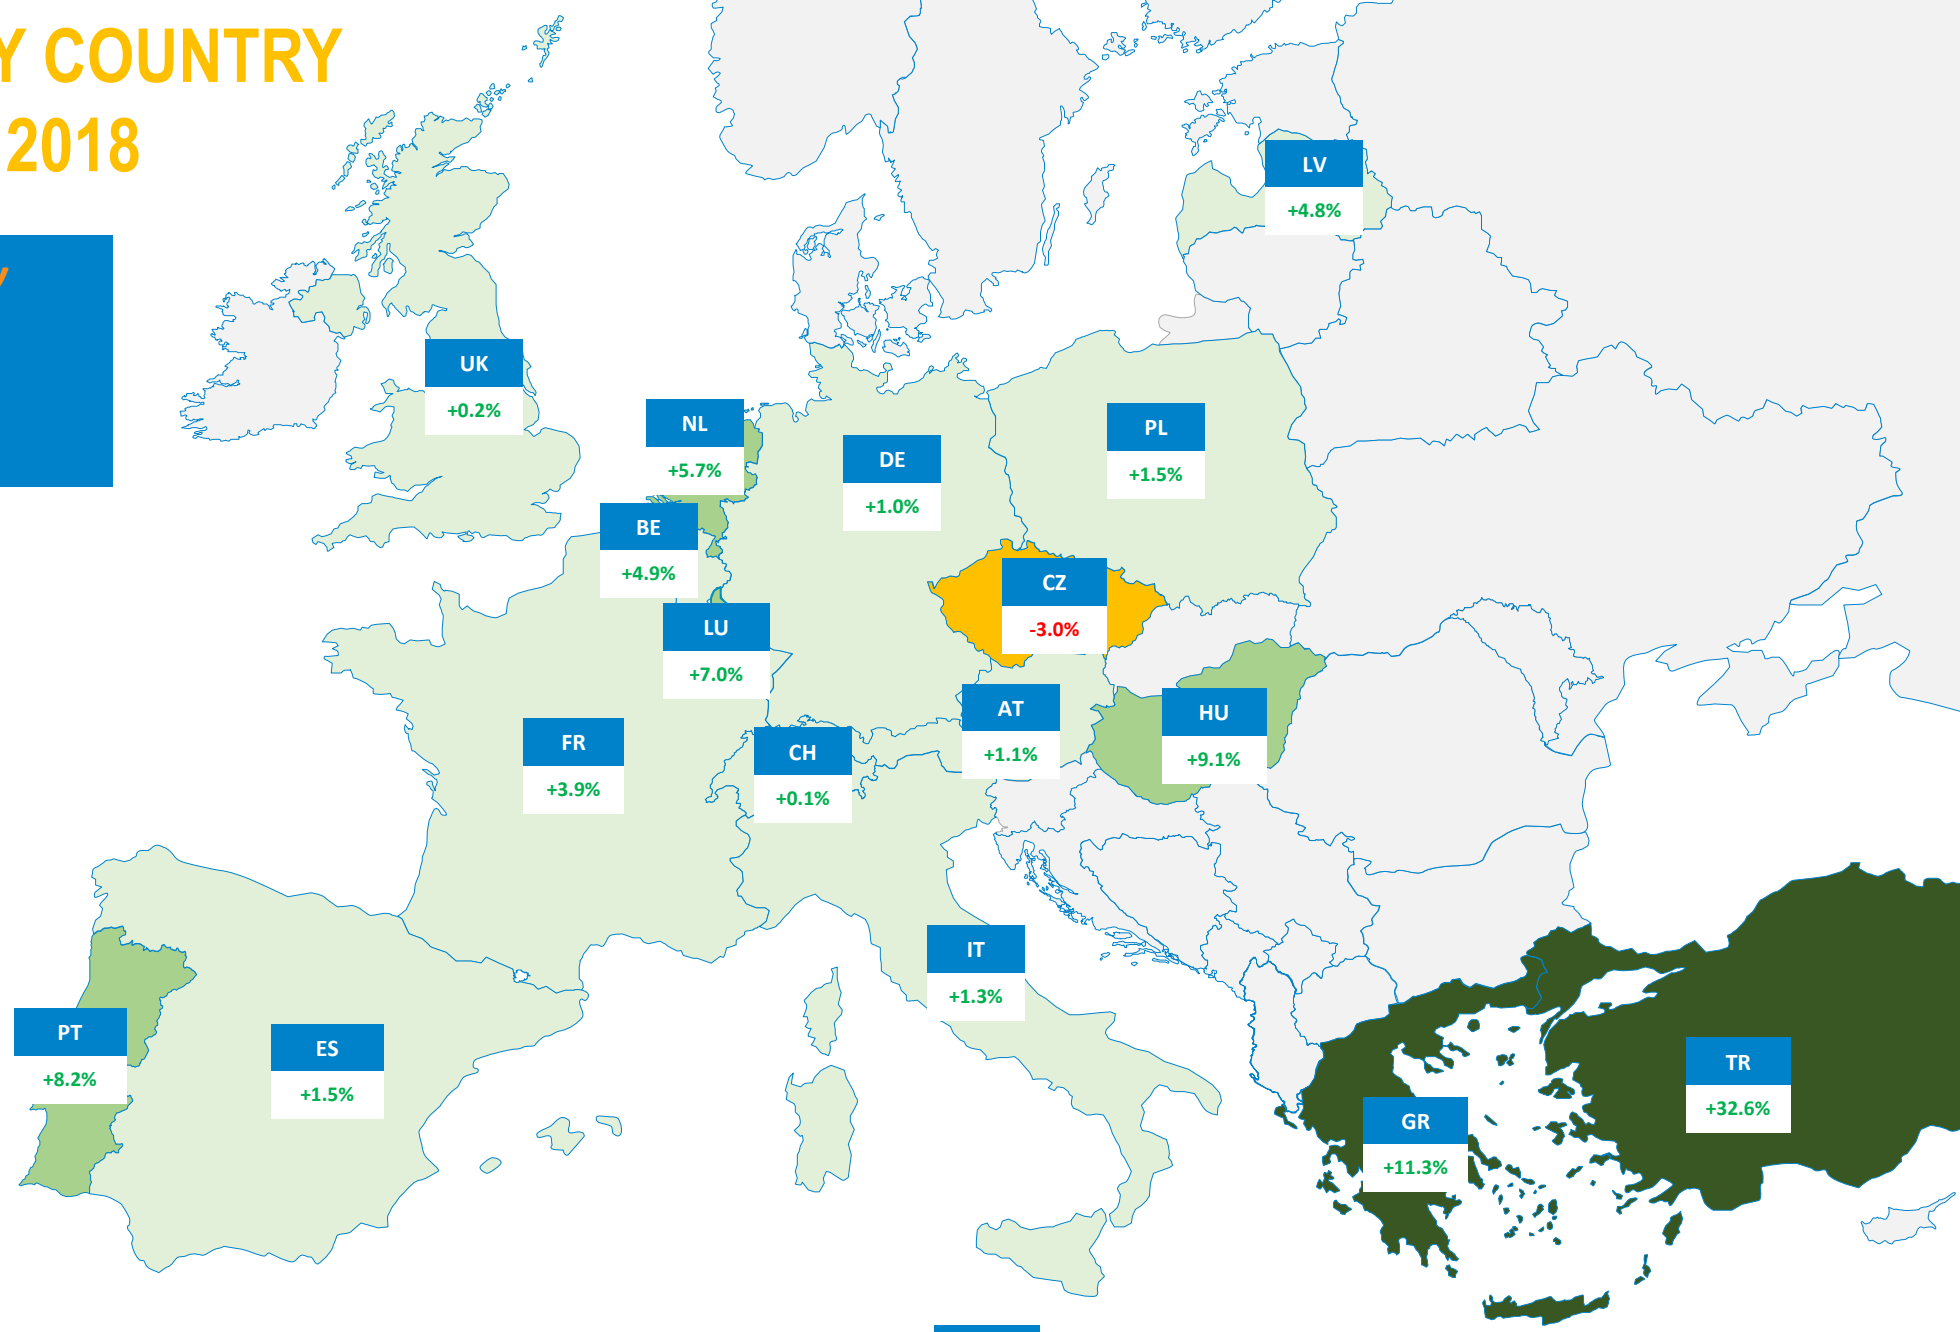 Y COUNTRY
2018
LV
+4.8%
UK
+0.2%
NL
+5.7%
PL
+1.5%
DE
+1.0%
BE
+4.9%
CZ
-3.0%
LU
+7.0%
AT
+1.1%
HU
+9.1%
FR
+3.9%
CH
+0.1%
IT
+1.3%
PT
+8.2%
ES
+1.5%
TR
+32.6%
GR
+11.3%